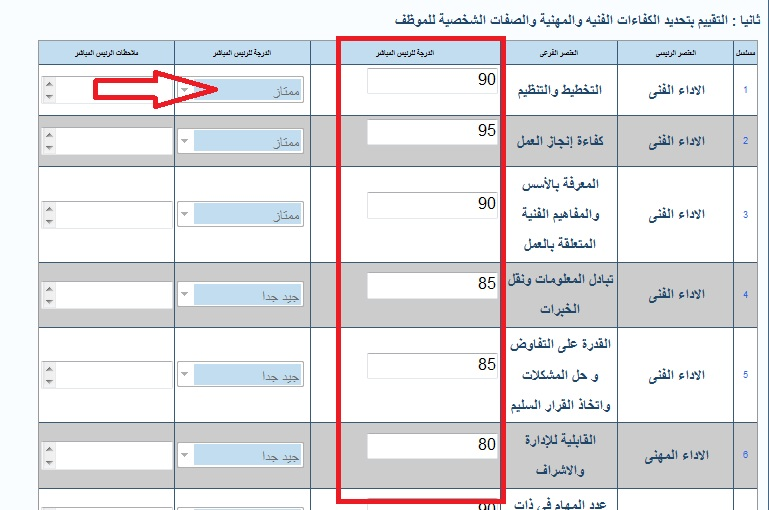 ثانيا : التقييم بتحديد الكفاءات الفنيه والمهنية والصفات الشخصية للموظف
مسلسل العنصر الرئيسى العنصر الفرعى الدرجة للرئيس المباشر الدرجة للرئيس المباشر ملاحظات الرئيس المباشر
1 الاداء الفنى التخطيط والتنظيم 90 ممتاز
2 الاداء الفنى كفاءة إنجاز العمل 95 ممتاز
المعرفة بالأسس
3 الاداء الفنى والمفاهيم الفنية 90 ممتاز
المتعلقة بالعمل
تبادل المعلومات ونقل
4 الاداء الفنى 85 جيد جدا
الخبرات
القدرة على التفاوض
5 الاداء الفنى و حل المشكلات 85 جيد جدا
واتخاذ القرار السليم
القابلية للإدارة
6 الاداء المهنى 80 جيد جدا
والاشراف
عدد المهام في ذات 90